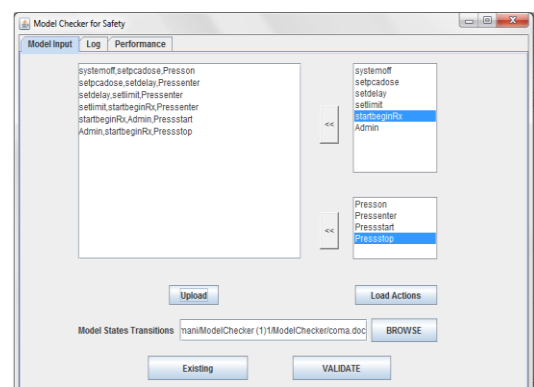 Model Checker for Safety
Model Input Log Performance
systemoff,setpcadose,Presson
setpcadose,setdelay,Pressenter
setdelay,setlimit,Pressenter
setlimit,startbeginRx,Pressenter
startbeginRx,Admin,Pressstart
Admin,startbeginRx,Pressstop
<<
systemoff
setpcadose
setdelay
setlimit
startbeginRx
Admin
<<
Presson
Pressenter
Pressstart
Pressstop
Upload
Load Actions
Model States Transitions mani/ModelChecker (1)1/ModelChecker/coma.doc BROWSE
Existing VALIDATE